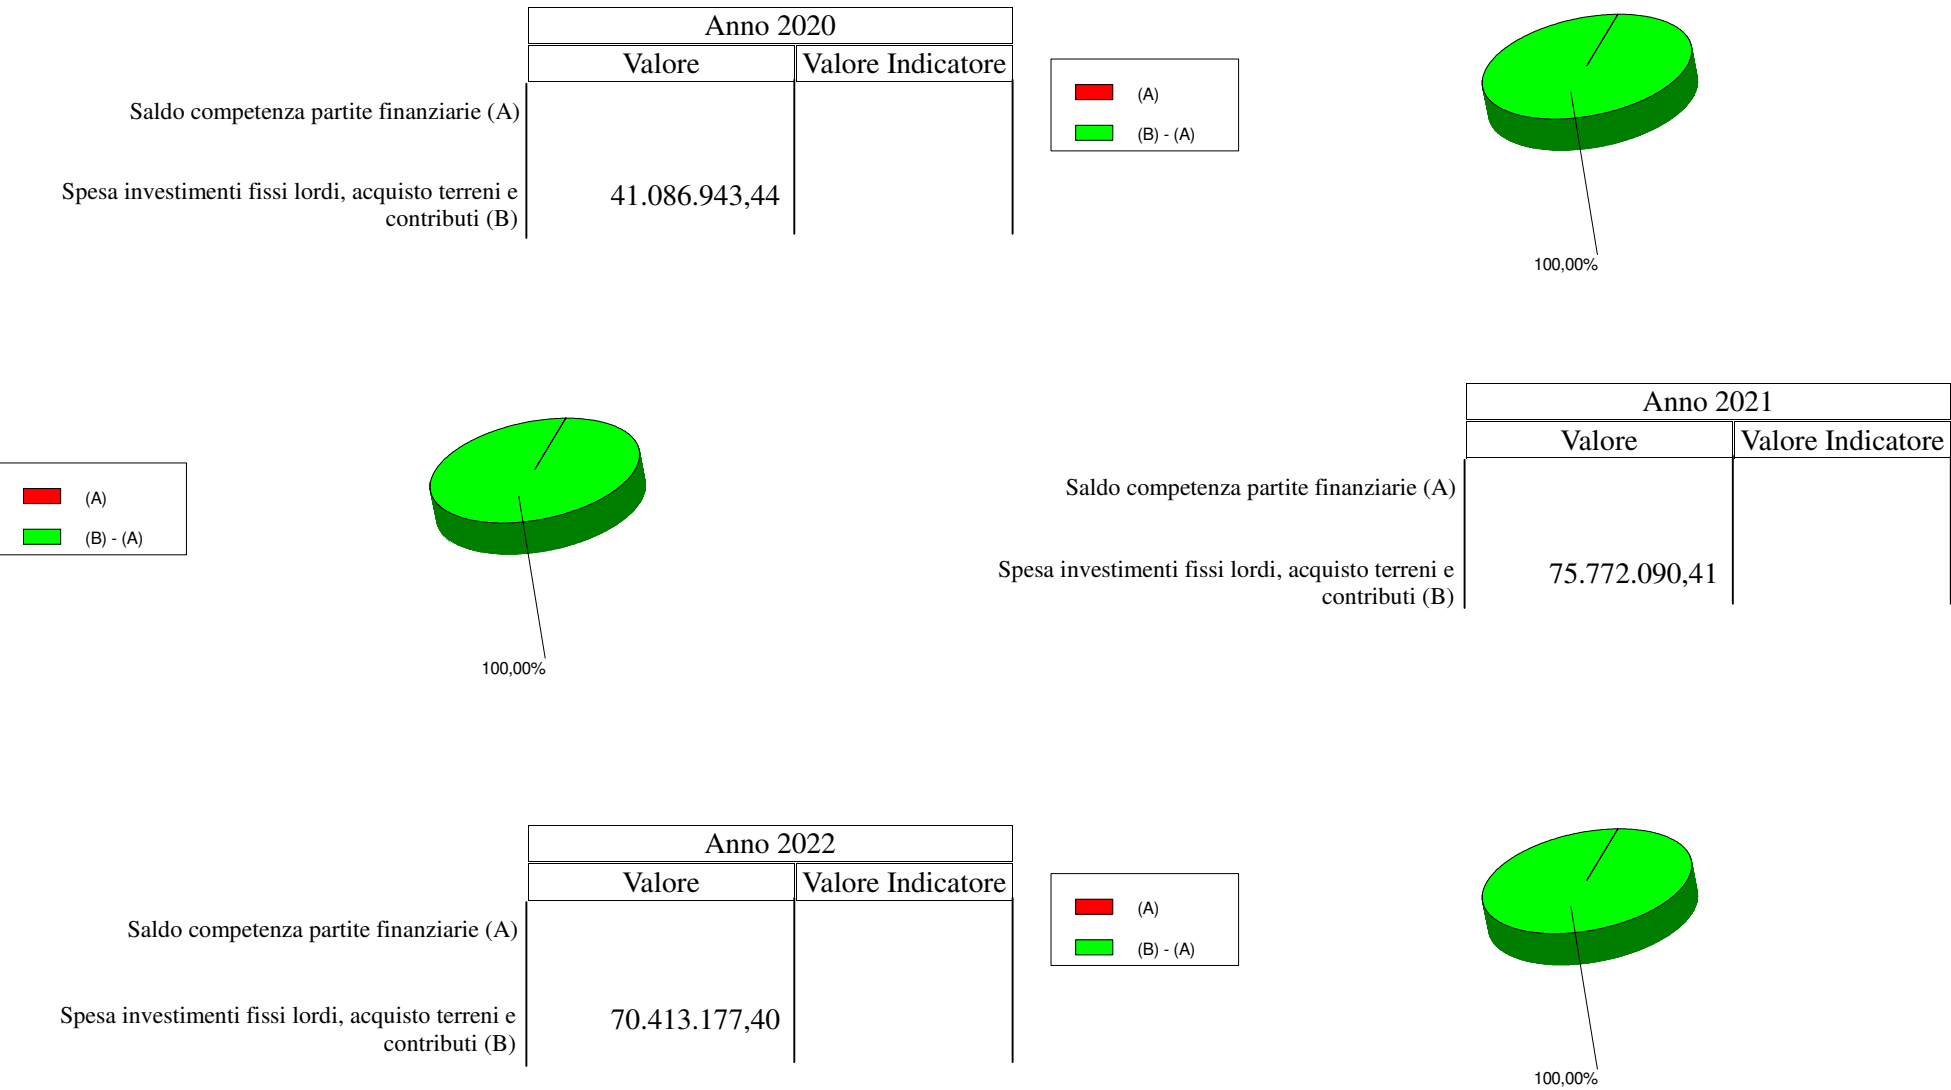 Anno 2020
Valore Valore Indicatore
Saldo competenza partite finanziarie (A)
Spesa investimenti fissi lordi, acquisto terreni e
contributi (B)
41.086.943,44
(A)
(B) - (A)
100,00%
(A)
(B) - (A)
100,00%
Anno 2021
Valore Valore Indicatore
Saldo competenza partite finanziarie (A)
Spesa investimenti fissi lordi, acquisto terreni e
contributi (B)
75.772.090,41
Anno 2022
Valore Valore Indicatore
Saldo competenza partite finanziarie (A)
Spesa investimenti fissi lordi, acquisto terreni e
contributi (B)
70.413.177,40
(A)
(B) - (A)
100,00%